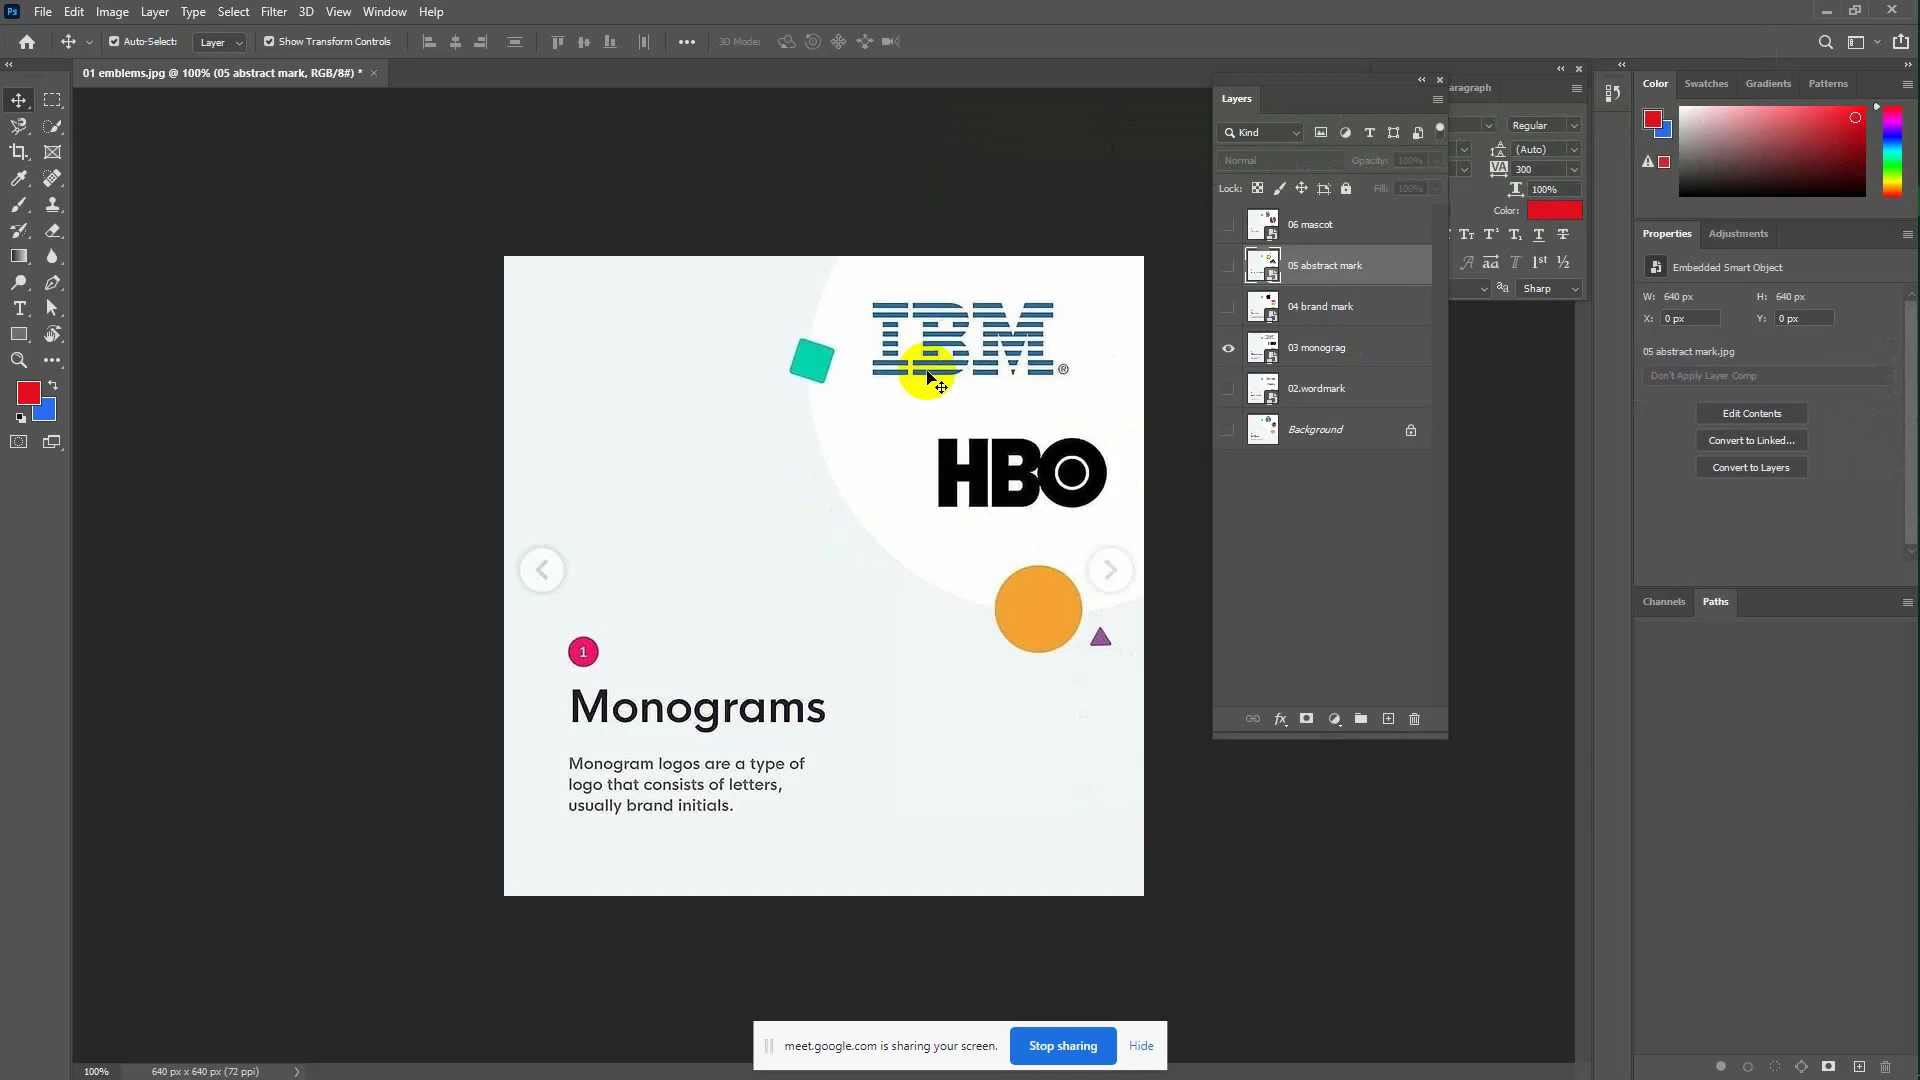 Ps File Edit Image Layer Type Select Filter 3D View Window Help
Auto-Select: Layer Show Transform Controls 3D Mode:
01 emblems.jpg @ 100% (05 abstract mark, RGB/8#) *
Layers
Kind
Normal Opacity: 100%
Lock: Fill: 100%
06 mascot
05 abstract mark
04 brand mark
03 monograg
02.wordmark
Background
aragraph
Regular
(Auto)
300
100%
Color:
Sharp
Color Swatches Gradients Patterns
Properties Adjustments
Embedded Smart Object
W: 640 px H: 640 px
X: 0 px Y: 0 px
05 abstract mark.jpg
Don't Apply Layer Comp
Edit Contents
Convert to Linked...
Convert to Layers
Channels Paths
IBM®
HBO
1
Monograms
Monogram logos are a type of
logo that consists of letters,
usually brand initials.
meet.google.com is sharing your screen. Stop sharing Hide
100% 640 px x 640 px (72 ppi)